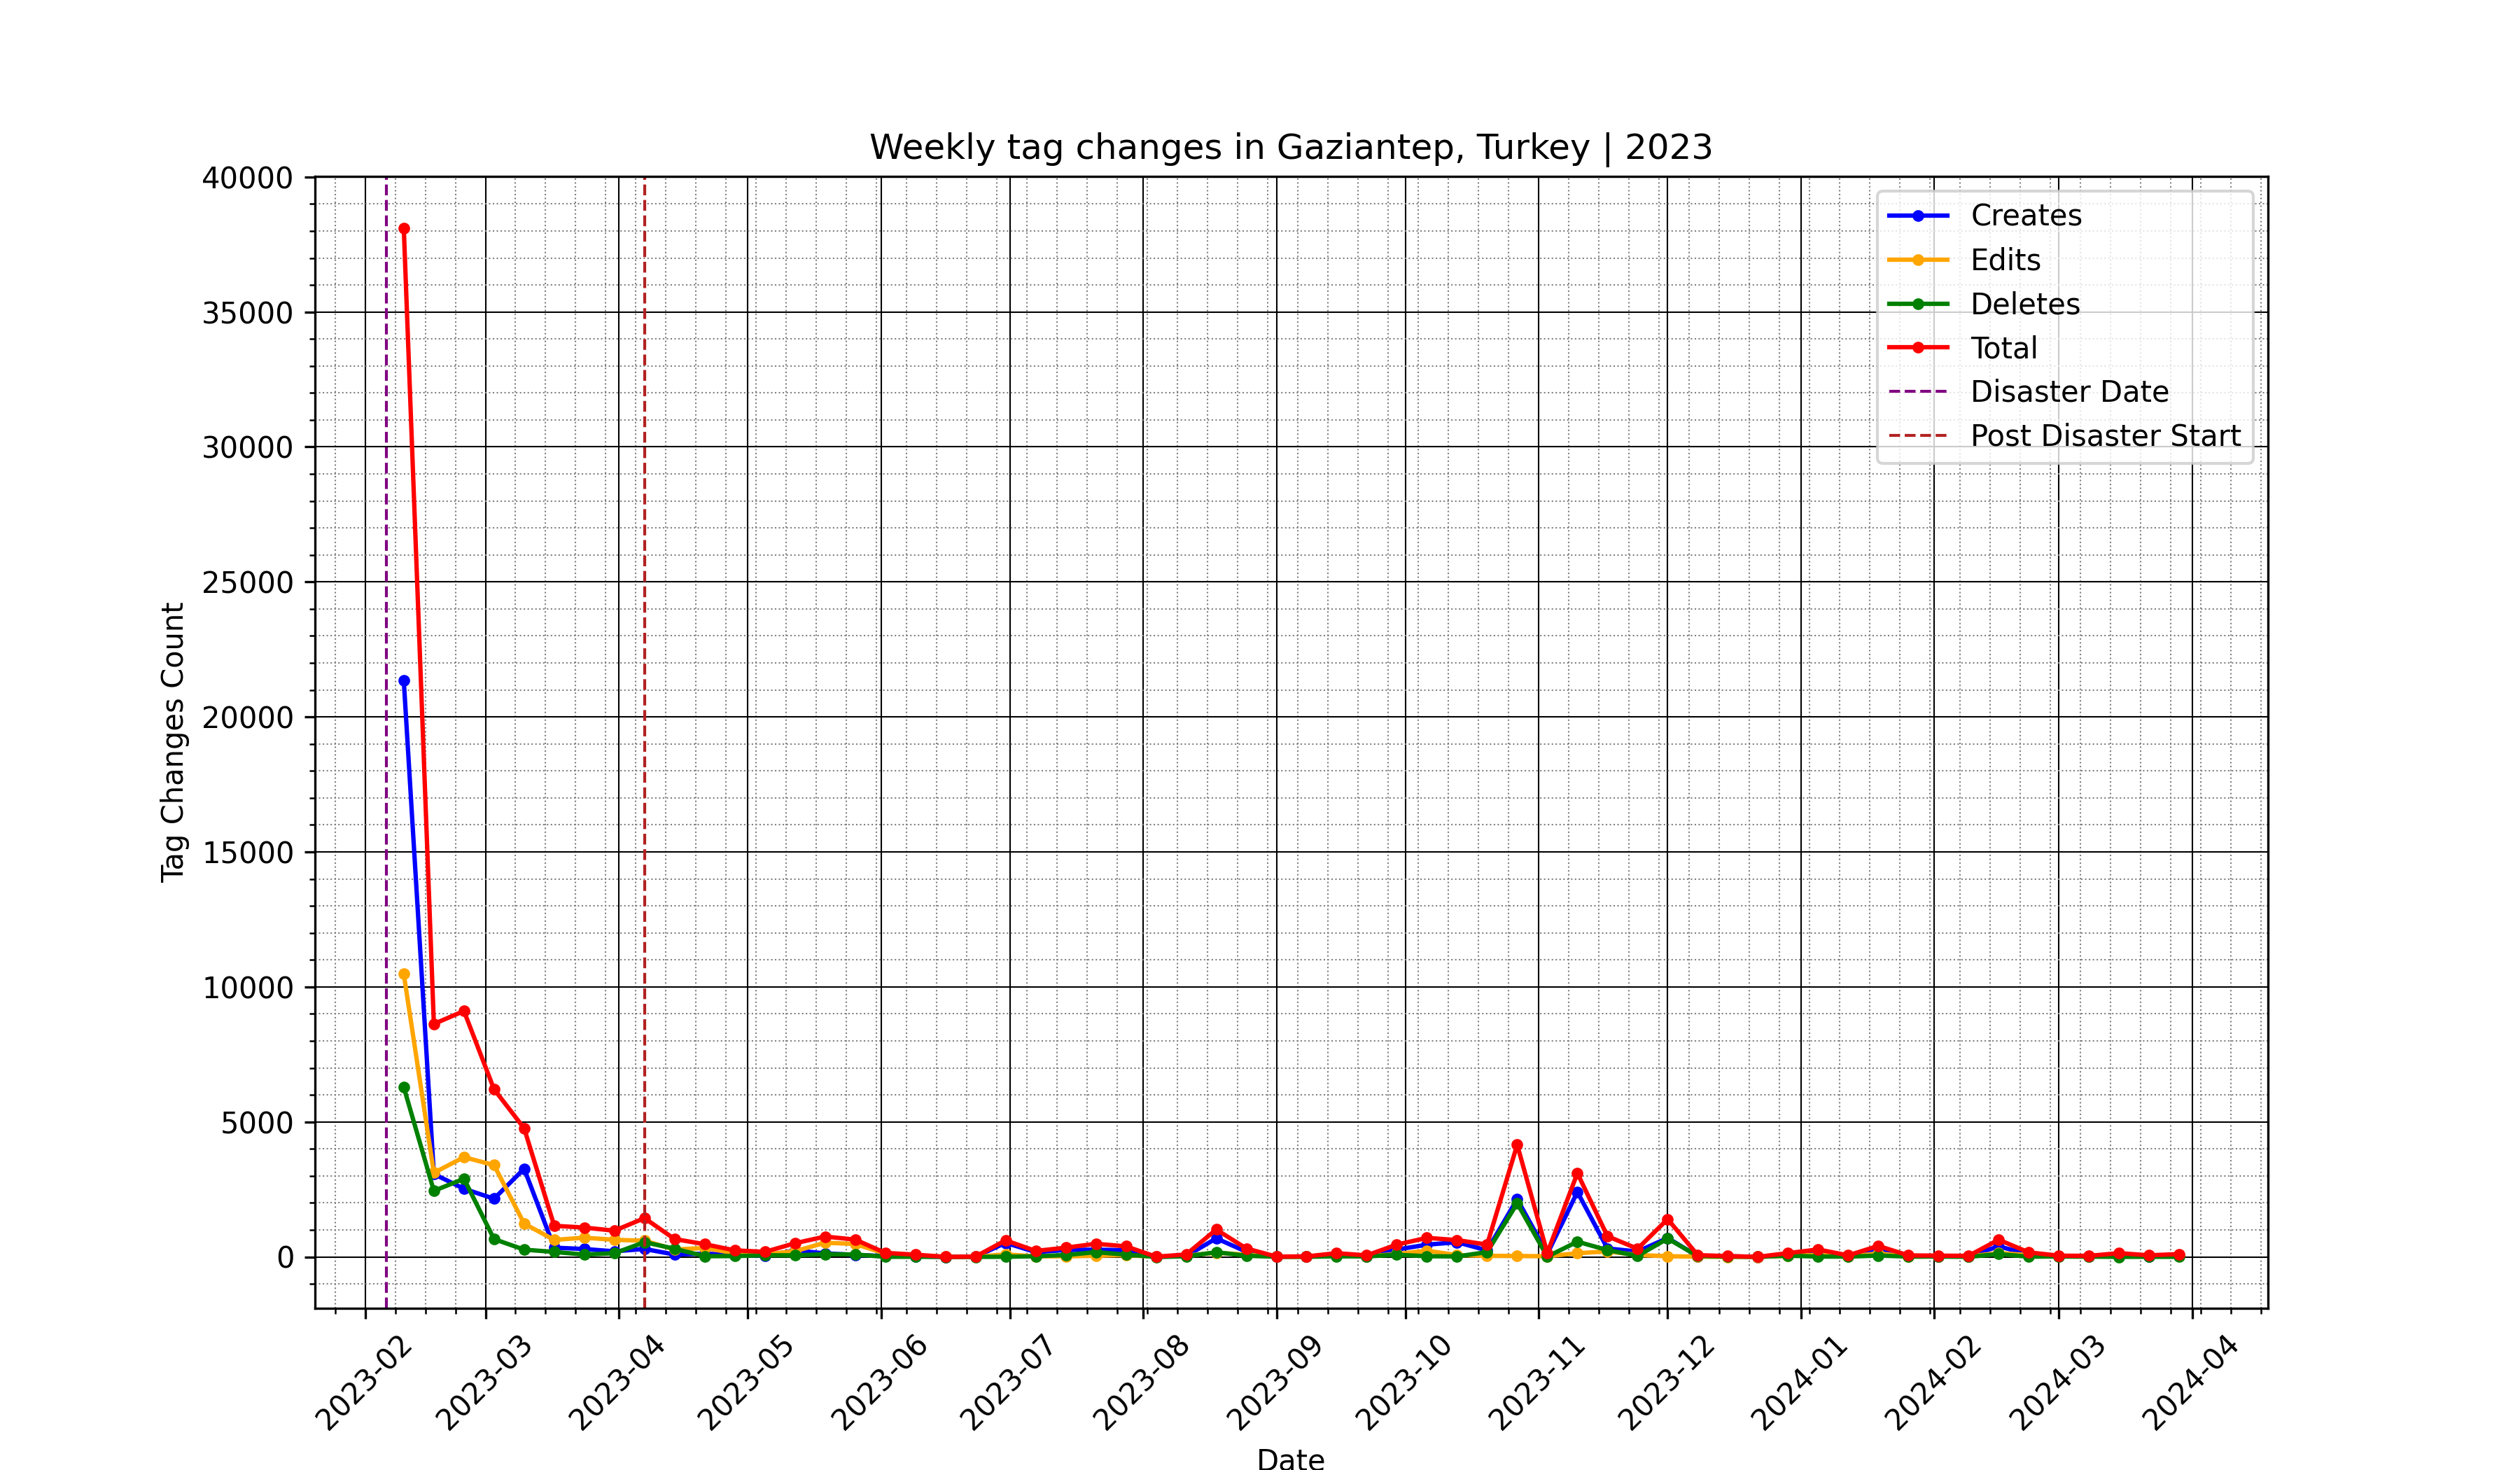 Weekly tag changes in Gaziantep, Turkey | 2023
40000
35000
30000
25000
20000
15000
10000
5000
0
Tag Changes Count
Creates
Edits
Deletes
Total
Disaster Date
Post Disaster Start
2023-02
2023-03
2023-04
2023-05
2023-06
2023-07
2023-08
2023-09
2023-10
2023-11
2023-12
2024-01
2024-02
2024-03
2024-04
Date